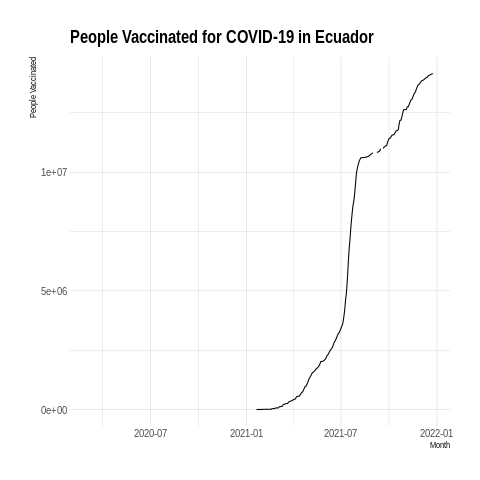 People Vaccinated for COVID-19 in Ecuador
People Vaccinated
1e+07
5e+06
0e+00
2020-07 2021-01 2021-07 2022-01
Month